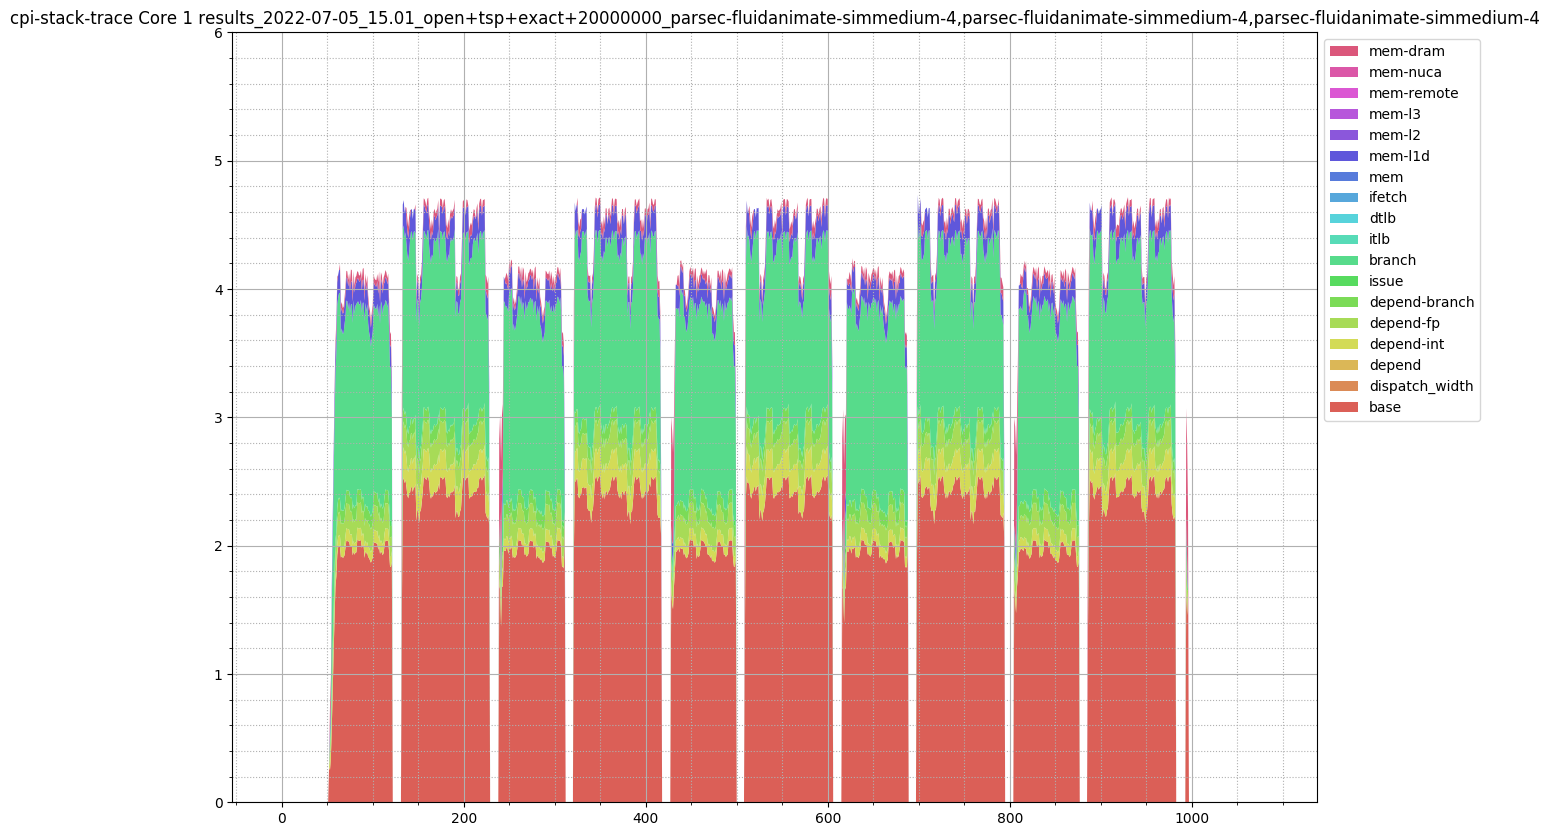 cpi-stack-trace Core 1 results_2022-07-05_15.01_open+tsp+exact+20000000_parsec-fluidanimate-simmedium-4,parsec-fluidanimate-simmedium-4,parsec-fluidanimate-simmedium-4
6
5
4
3
2
1
0
0 200 400 600 800 1000
mem-dram
mem-nuca
mem-remote
mem-l3
mem-l2
mem-l1d
mem
ifetch
dtlb
itlb
branch
issue
depend-branch
depend-fp
depend-int
depend
dispatch_width
base